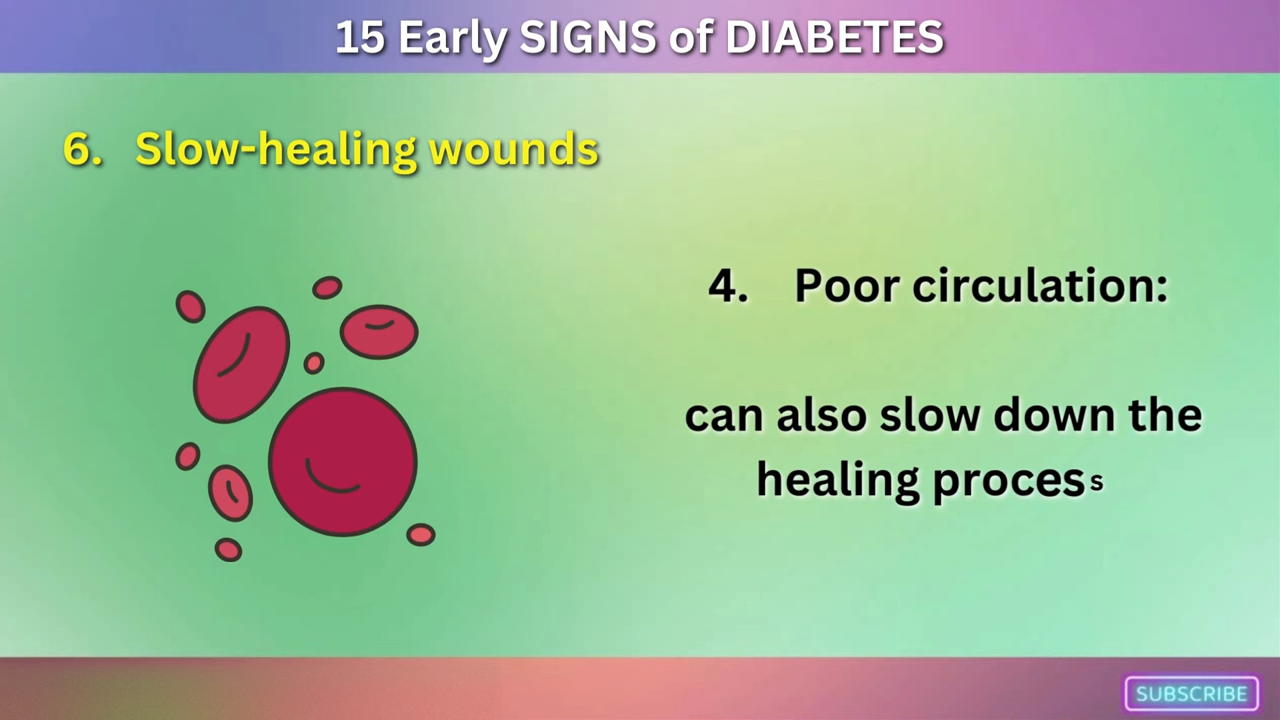 15 Early SIGNS of DIABETES
6. Slow-healing wounds
4. Poor circulation:
can also slow down the
healing process
SUBSCRIBE